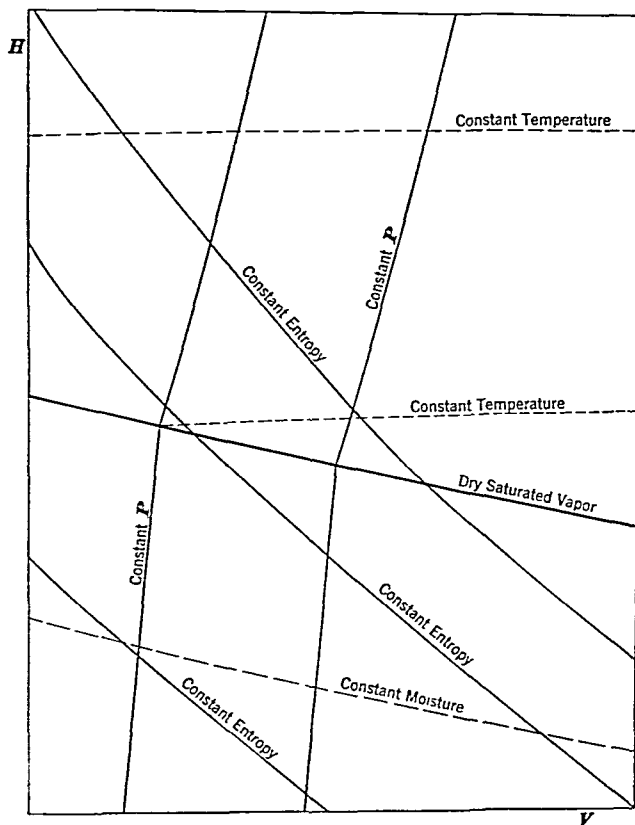 H
Constant Temperature
Constant P
Constant Entropy
Constant Temperature
Dry Saturated Vapor
Constant P
Constant Entropy
Constant Moisture
Constant Entropy
V